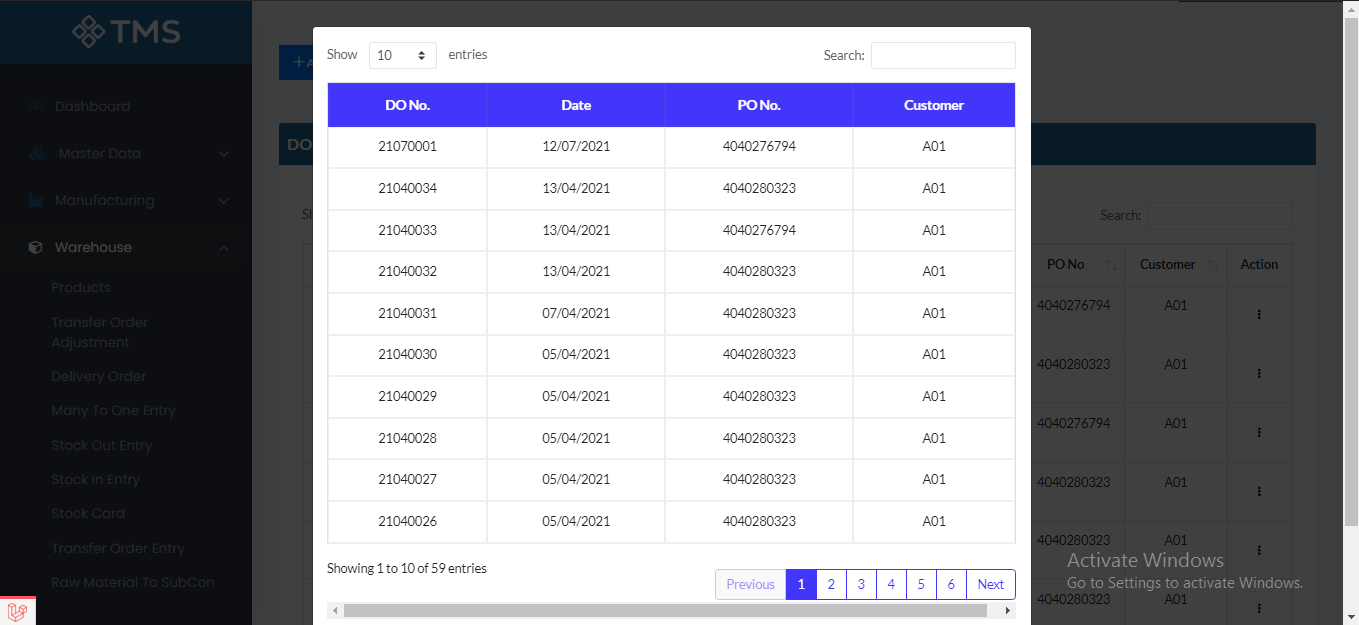 TMS
Dashboard
Master Data
Manufacturing
Warehouse
Products
Transfer Order
Adjustment
Delivery Order
Many To One Entry
Stock Out Entry
Stock In Entry
Stock Card
Transfer Order Entry
Raw Material To SubCon
DO
Show 10 entries Search:
DO No. Date PO No. Customer
21070001 12/07/2021 4040276794 A01
21040034 13/04/2021 4040280323 A01
21040033 13/04/2021 4040276794 A01
21040032 13/04/2021 4040280323 A01
21040031 07/04/2021 4040280323 A01
21040030 05/04/2021 4040280323 A01
21040029 05/04/2021 4040280323 A01
21040028 05/04/2021 4040280323 A01
21040027 05/04/2021 4040280323 A01
21040026 05/04/2021 4040280323 A01
Showing 1 to 10 of 59 entries
Previous 1 2 3 4 5 6 Next
Search:
PO No Customer Action
4040276794 A01
4040280323 A01
4040276794 A01
4040280323 A01
4040280323 A01
4040280323 A01
Activate Windows
Go to Settings to activate Windows.